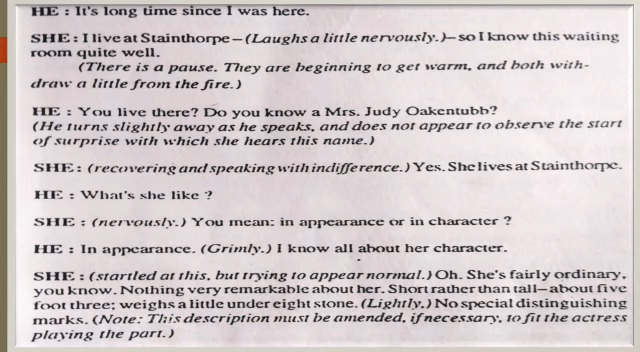 HE : It's long time since I was here.
SHE : I live at Stainthorpe – (Laughs a little nervously.)– so I know this waiting
room quite well.
(There is a pause. They are beginning to get warm, and both with-
draw a little from the fire.)
HE : You live there? Do you know a Mrs. Judy Oakentubb?
(He turns slightly away as he speaks, and does not appear to observe the start
of surprise with which she hears this name.)
SHE : (recovering and speaking with indifference.) Yes. She lives at Stainthorpe.
HE : What's she like ?
SHE : (nervously.) You mean: in appearance or in character ?
HE : In appearance. (Grimly.) I know all about her character.
SHE : (startled at this, but trying to appear normal.) Oh. She's fairly ordinary,
you know. Nothing very remarkable about her. Short rather than tall–about five
foot three; weighs a little under eight stone. (Lightly.) No special distinguishing
marks. (Note: This description must be amended, if necessary, to fit the actress
playing the part.)